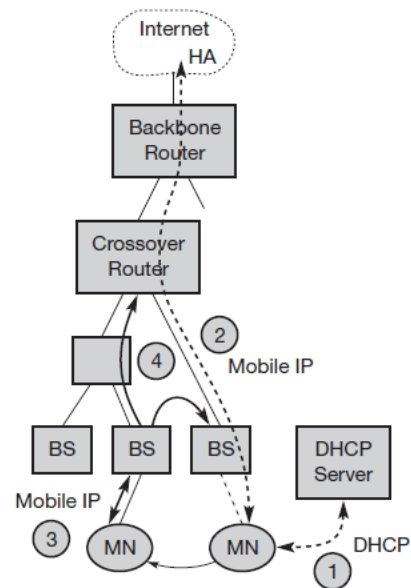 Internet
HA
Backbone
Router
Crossover
Router
2
4
Mobile IP
BS
BS
BS
DHCP
Server
Mobile IP
3
MN
MN
DHCP
1